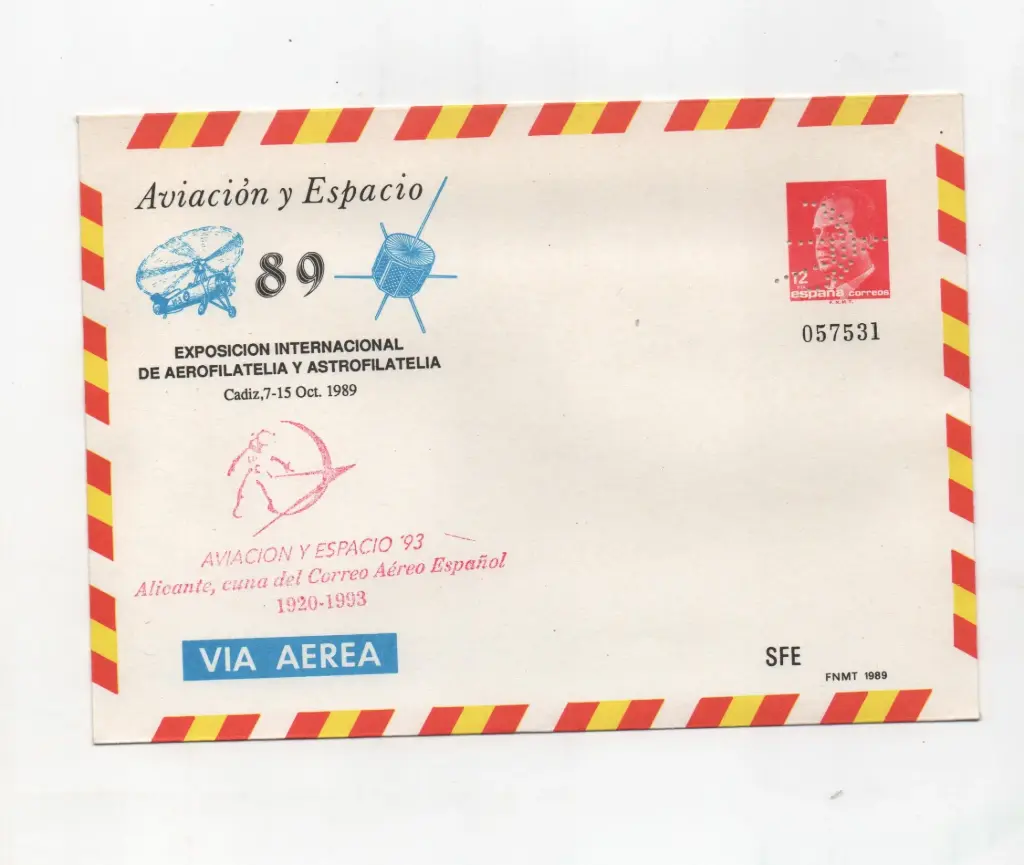 Aviación y Espacio
89
EXPOSICION INTERNACIONAL
DE AEROFILATELIA Y ASTROFILATELIA
Cadiz,7-15 Oct. 1989
12
PTA
españa correos
F.N.M.T.
057531
AVIACION Y ESPACIO '93
Alicante, cuna del Correo Aéreo Español
1920-1993
VIA AEREA
SFE
FNMT 1989